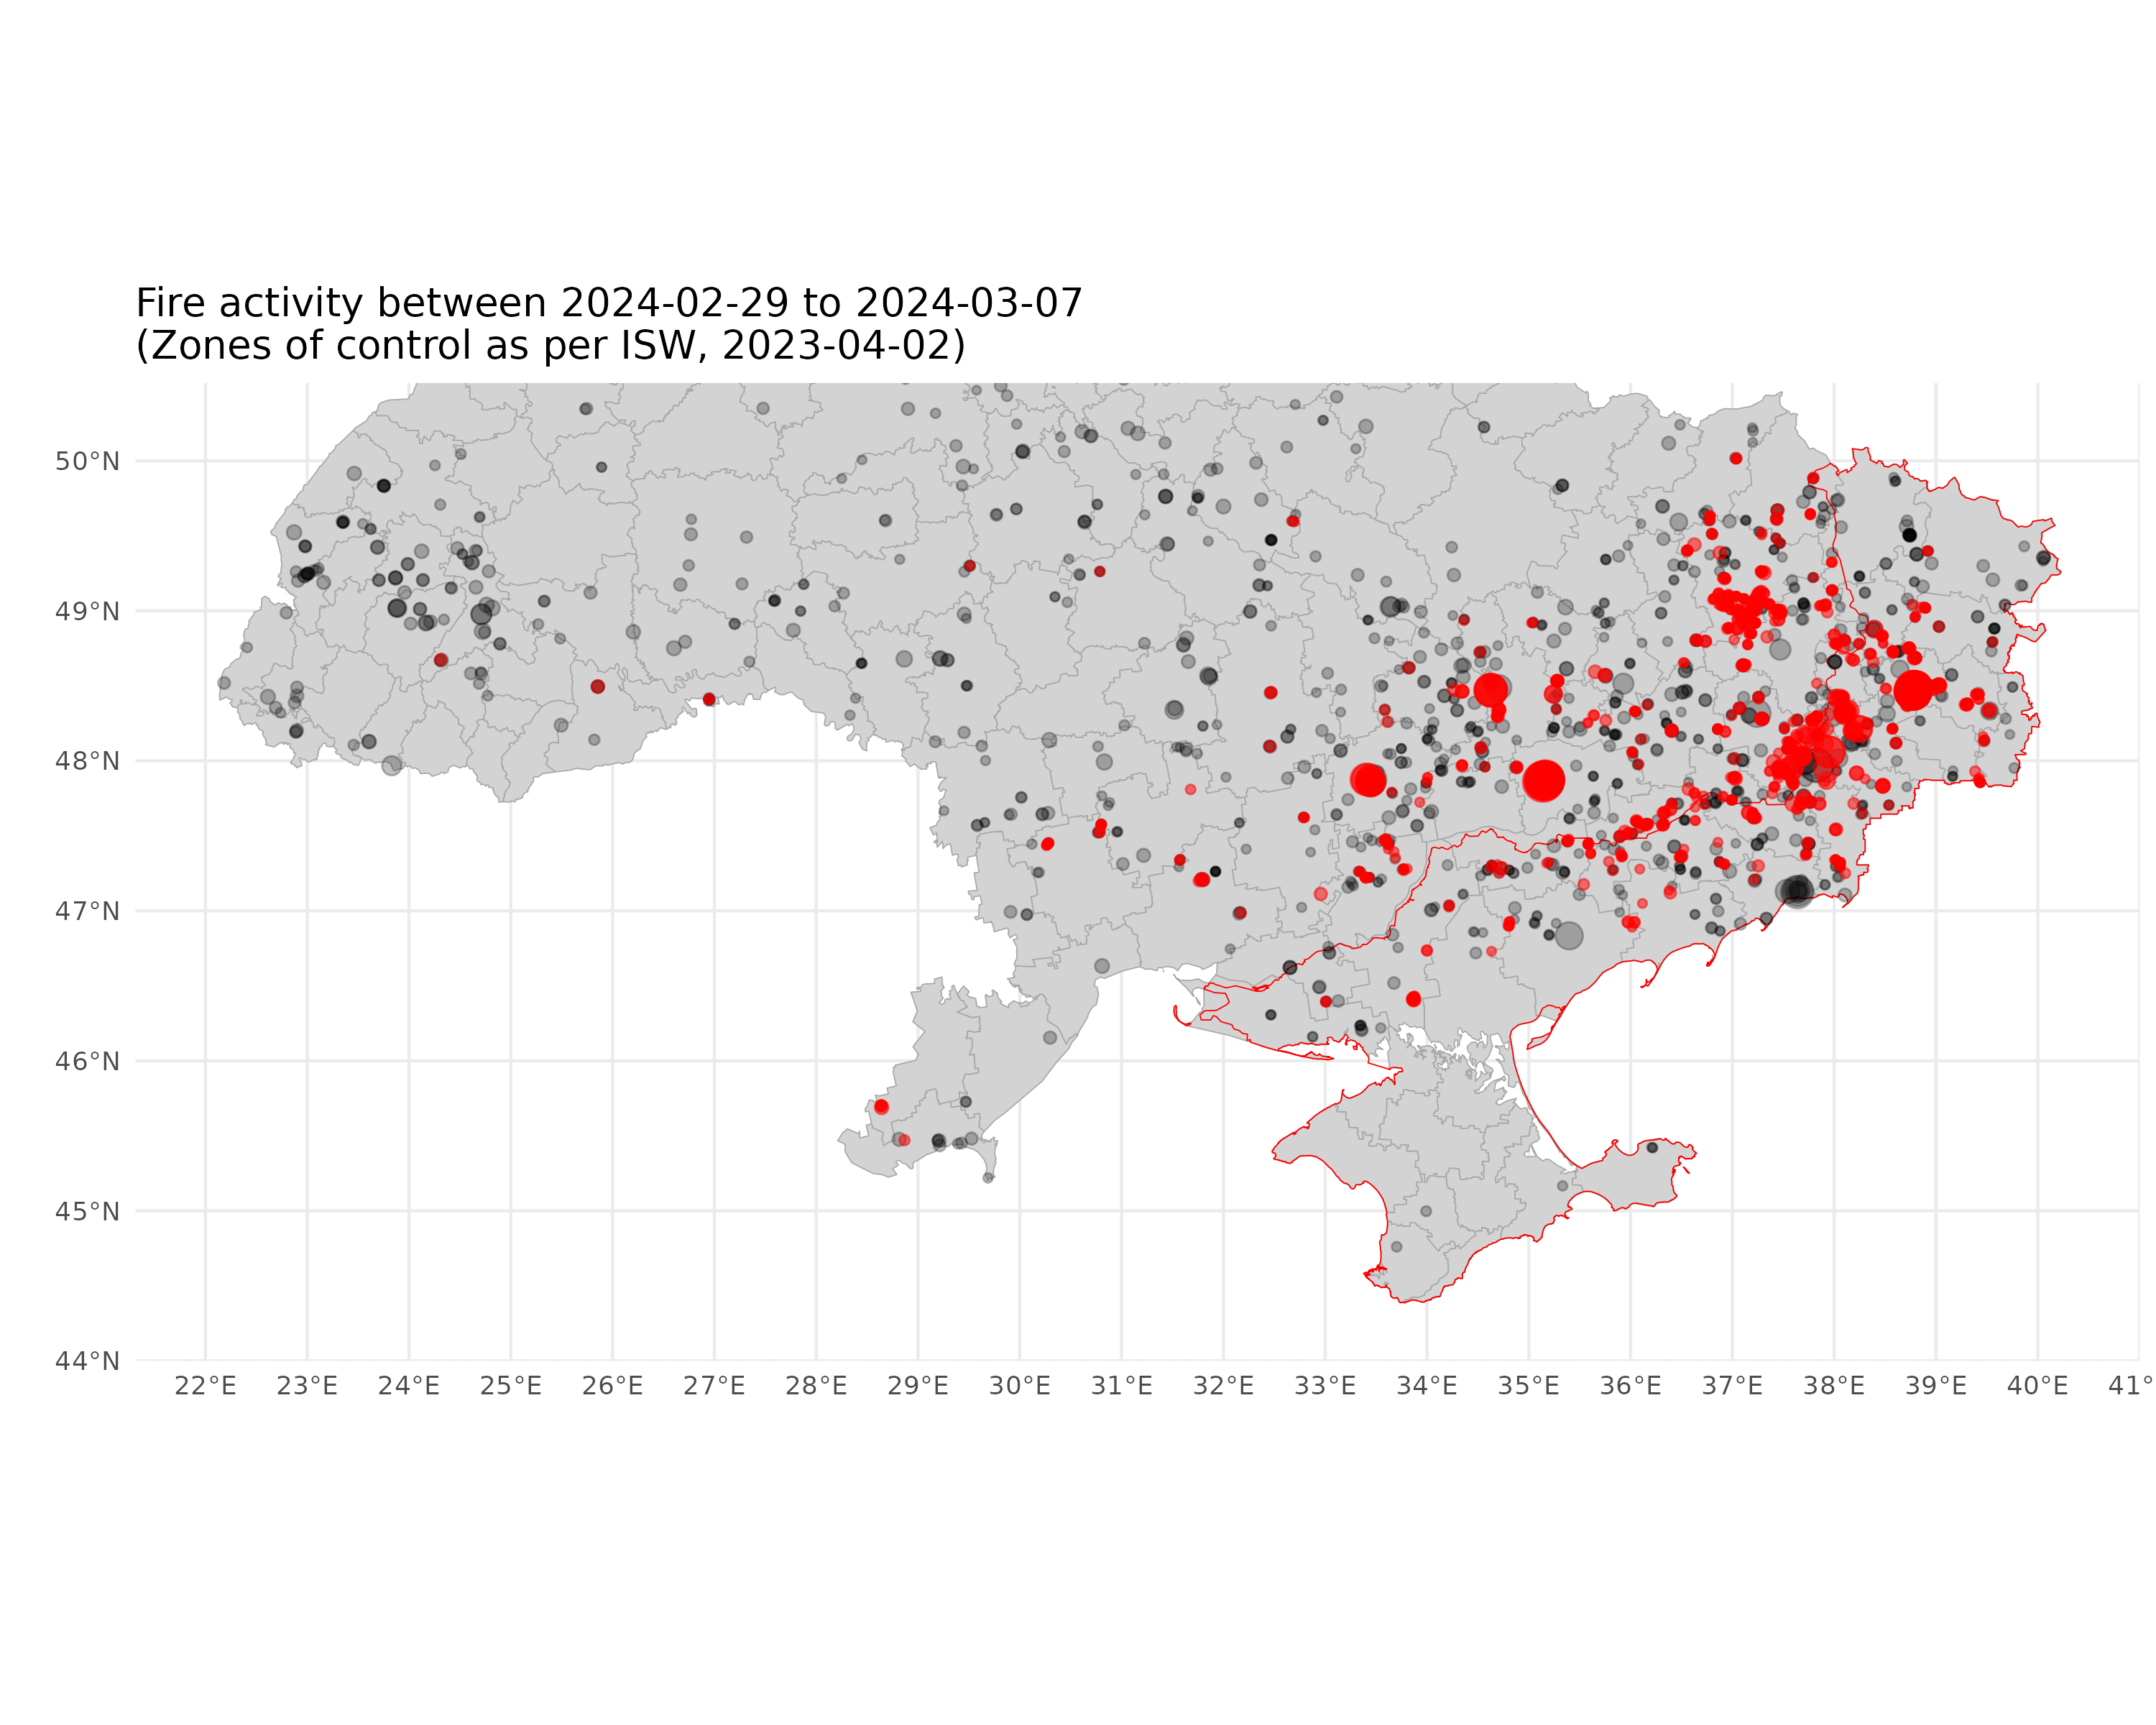 Fire activity between 2024-02-29 to 2024-03-07
(Zones of control as per ISW, 2023-04-02)
50°N
49°N
48°N
47°N
46°N
45°N
44°N
22°E 23°E 24°E 25°E 26°E 27°E 28°E 29°E 30°E 31°E 32°E 33°E 34°E 35°E 36°E 37°E 38°E 39°E 40°E 41°